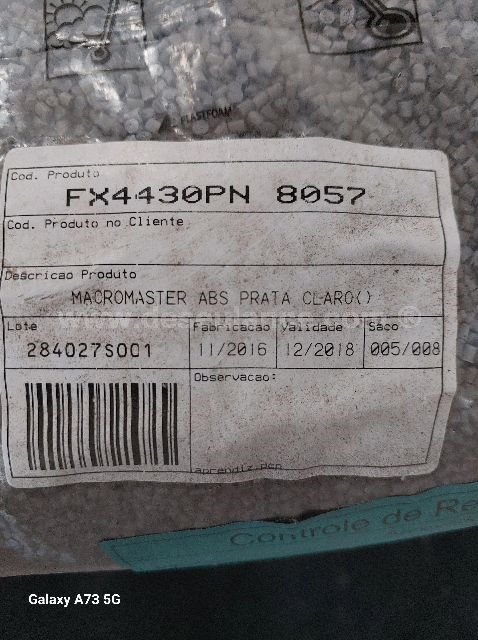 PLASTFOAM
Cod. Produto
FX4430PN 8057
Cod. Produto no Cliente
Descricao Produto
MACROMASTER ABS PRATA CLARO()
Lote Fabricacao Validade Saco
284027S001 11/2016 12/2018 005/008
Observacao:
aprendiz.pcp
Controle de Re
Galaxy A73 5G